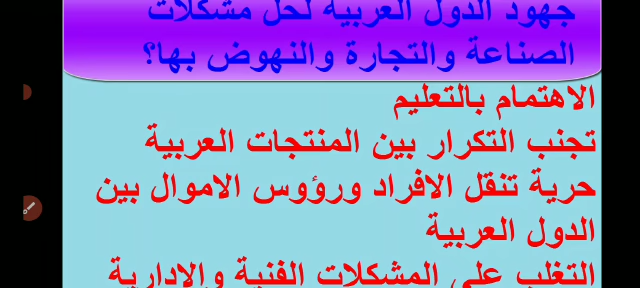 جهود الدول العربية لحل مشكلات
الصناعة والتجارة والنهوض بها؟
الاهتمام بالتعليم
تجنب التكرار بين المنتجات العربية
حرية تنقل الافراد ورؤوس الاموال بين
الدول العربية
التغلب على المشكلات الفنية والادارية